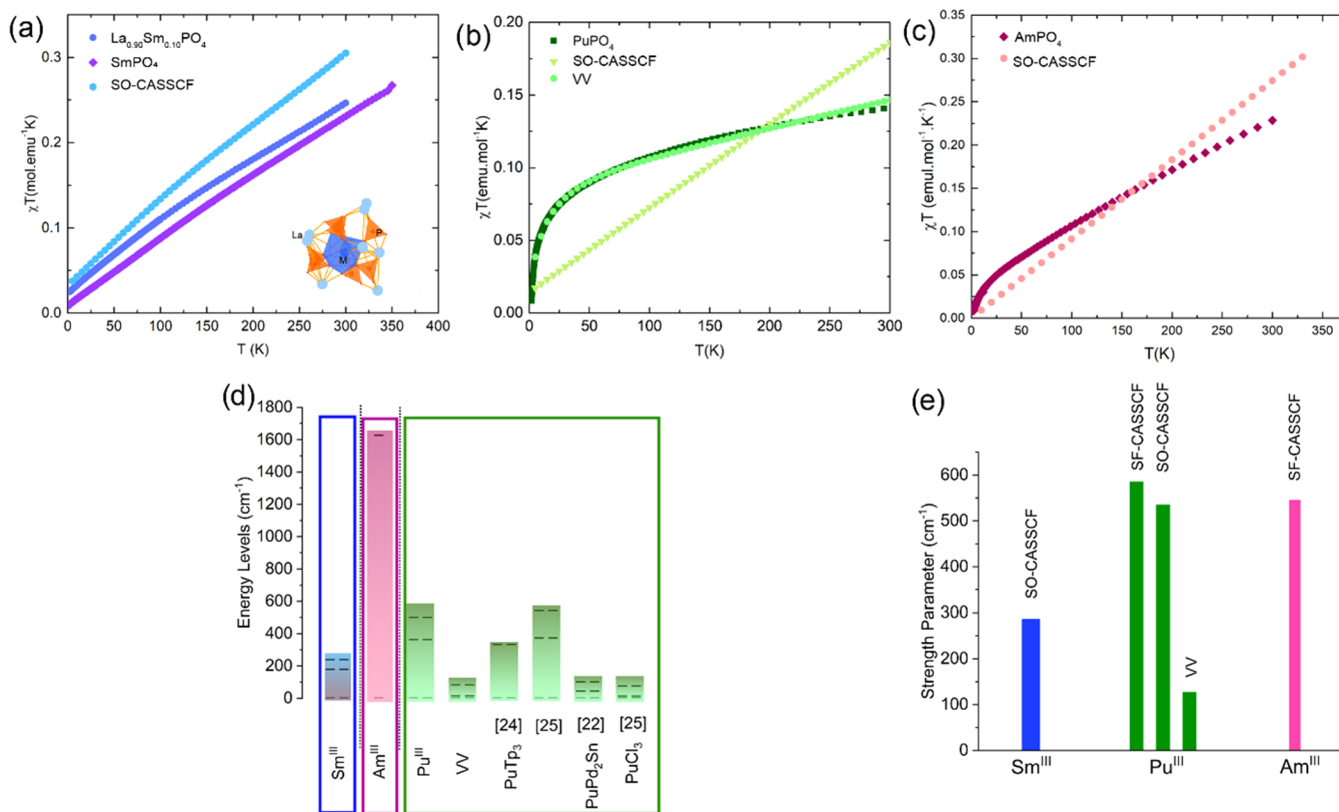 (a)
La0.90Sm0.10PO4
SmPO4
SO-CASSCF
χT(mol.emu-1K)
0.3
0.2
0.1
0.0
La
P
M
0 50 100 150 200 250 300 350 400
T (K)
(b)
PuPO4
SO-CASSCF
VV
χT(emu.mol-1K)
0.20
0.15
0.10
0.05
0.00
0 50 100 150 200 250 300
T(K)
(c)
AmPO4
SO-CASSCF
χT (emul.mol-1.K-1)
0.30
0.25
0.20
0.15
0.10
0.05
0.00
0 50 100 150 200 250 300 350
T(K)
(d)
Energy Levels (cm-1)
1800
1600
1400
1200
1000
800
600
400
200
0
[24] [25] [22] [25]
SmIII
AmIII
PuIII
VV
PuTp3
PuPd2Sn
PuCl3
(e)
Strength Parameter (cm-1)
600
500
400
300
200
100
0
SO-CASSCF
SF-CASSCF
SO-CASSCF
VV
SF-CASSCF
SmIII PuIII AmIII